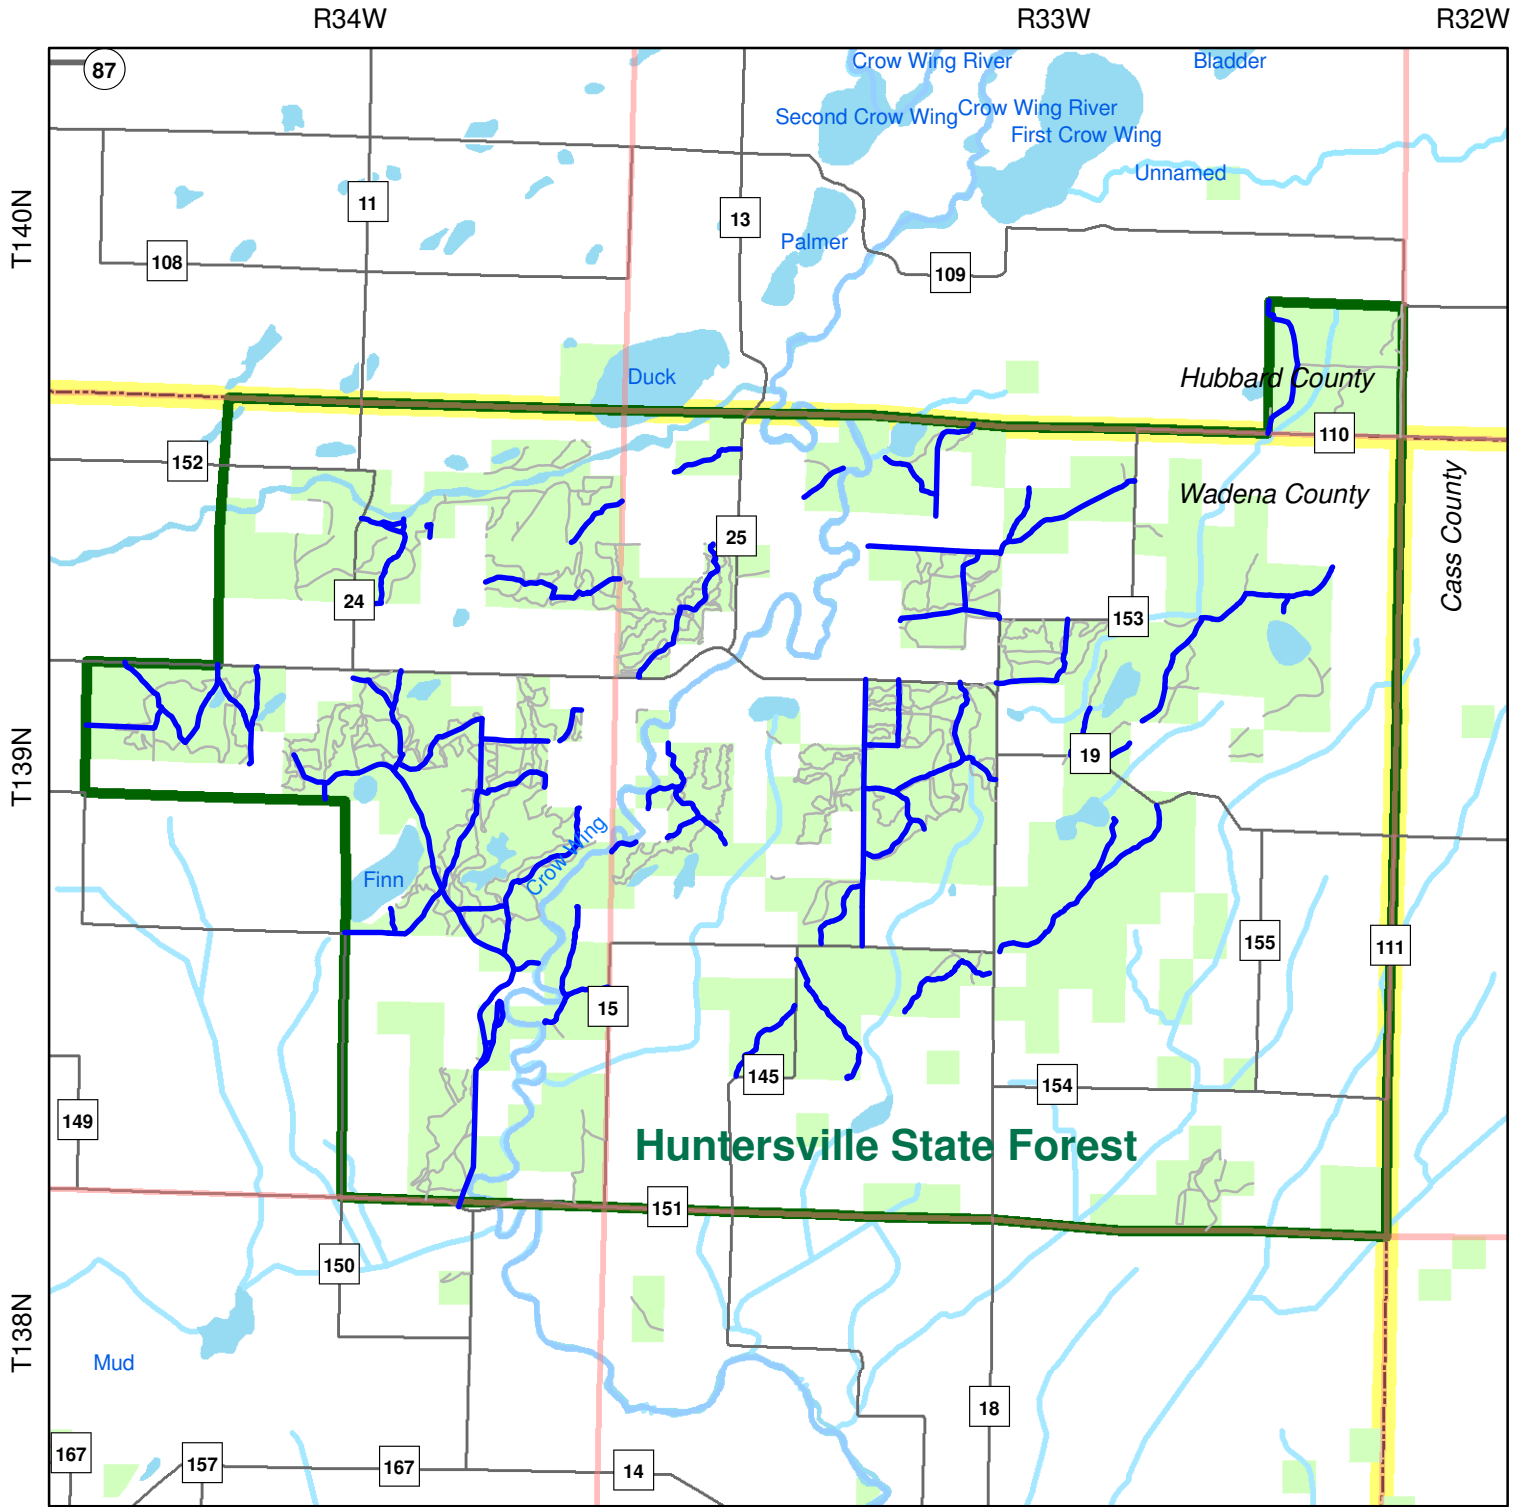 R34W
R33W
R32W
87
Crow Wing River
Bladder
Second Crow Wing
Crow Wing River
First Crow Wing
Unnamed
T140N
11
13
Palmer
108
109
Duck
Hubbard County
110
152
Wadena County
Cass County
25
24
153
T139N
19
Crow Wing
Finn
155
111
15
145
154
149
Huntersville State Forest
151
150
T138N
Mud
18
167
157
167
14